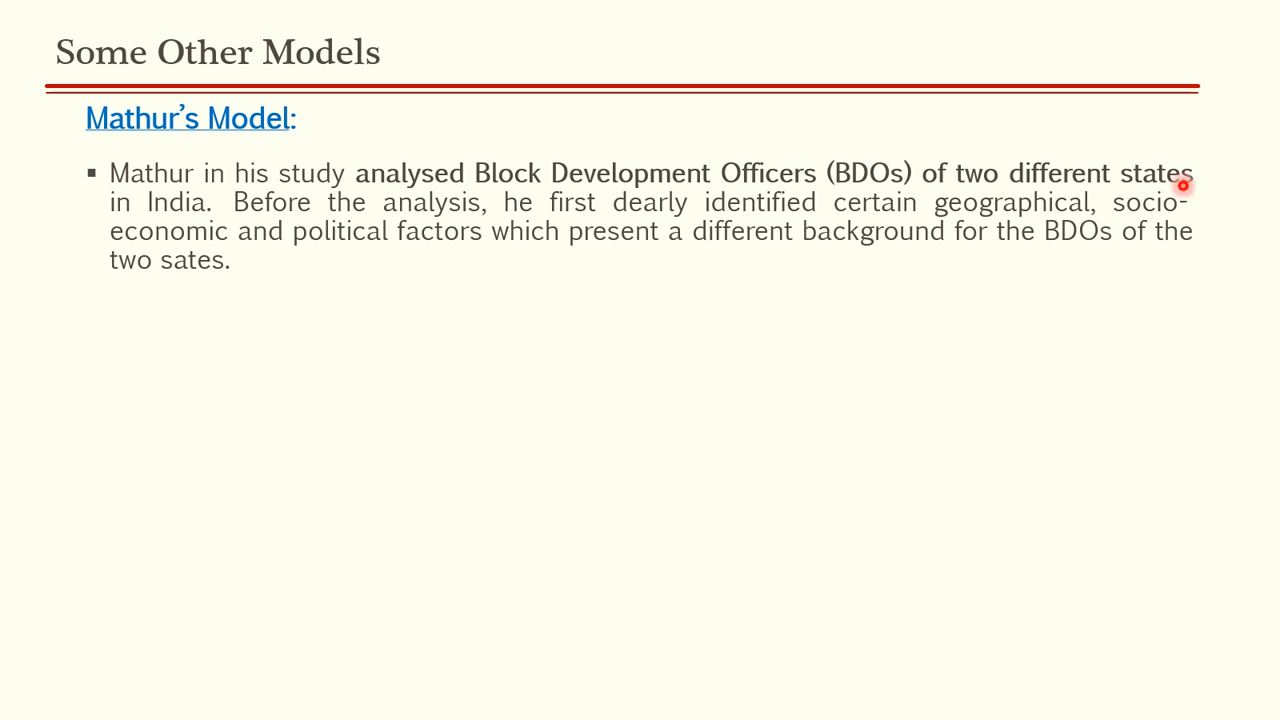 Some Other Models
Mathur’s Model:
▪ Mathur in his study analysed Block Development Officers (BDOs) of two different states
in India. Before the analysis, he first dearly identified certain geographical, socio-
economic and political factors which present a different background for the BDOs of the
two sates.